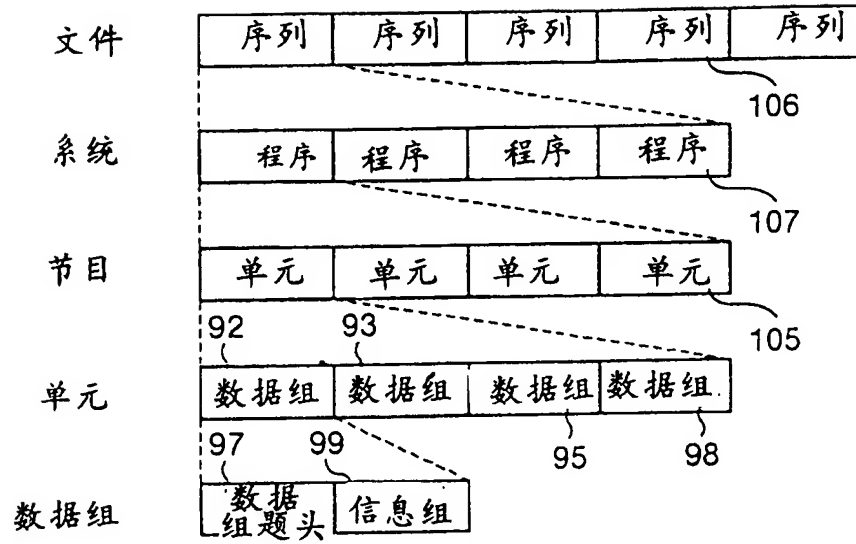 文件 序列 序列 序列 序列 序列
106
系统 程序 程序 程序 程序
107
节目 单元 单元 单元 单元
105
92 93
单元 数据组 数据组 数据组 数据组
97 99 95 98
数据组 数据 信息组
组题头